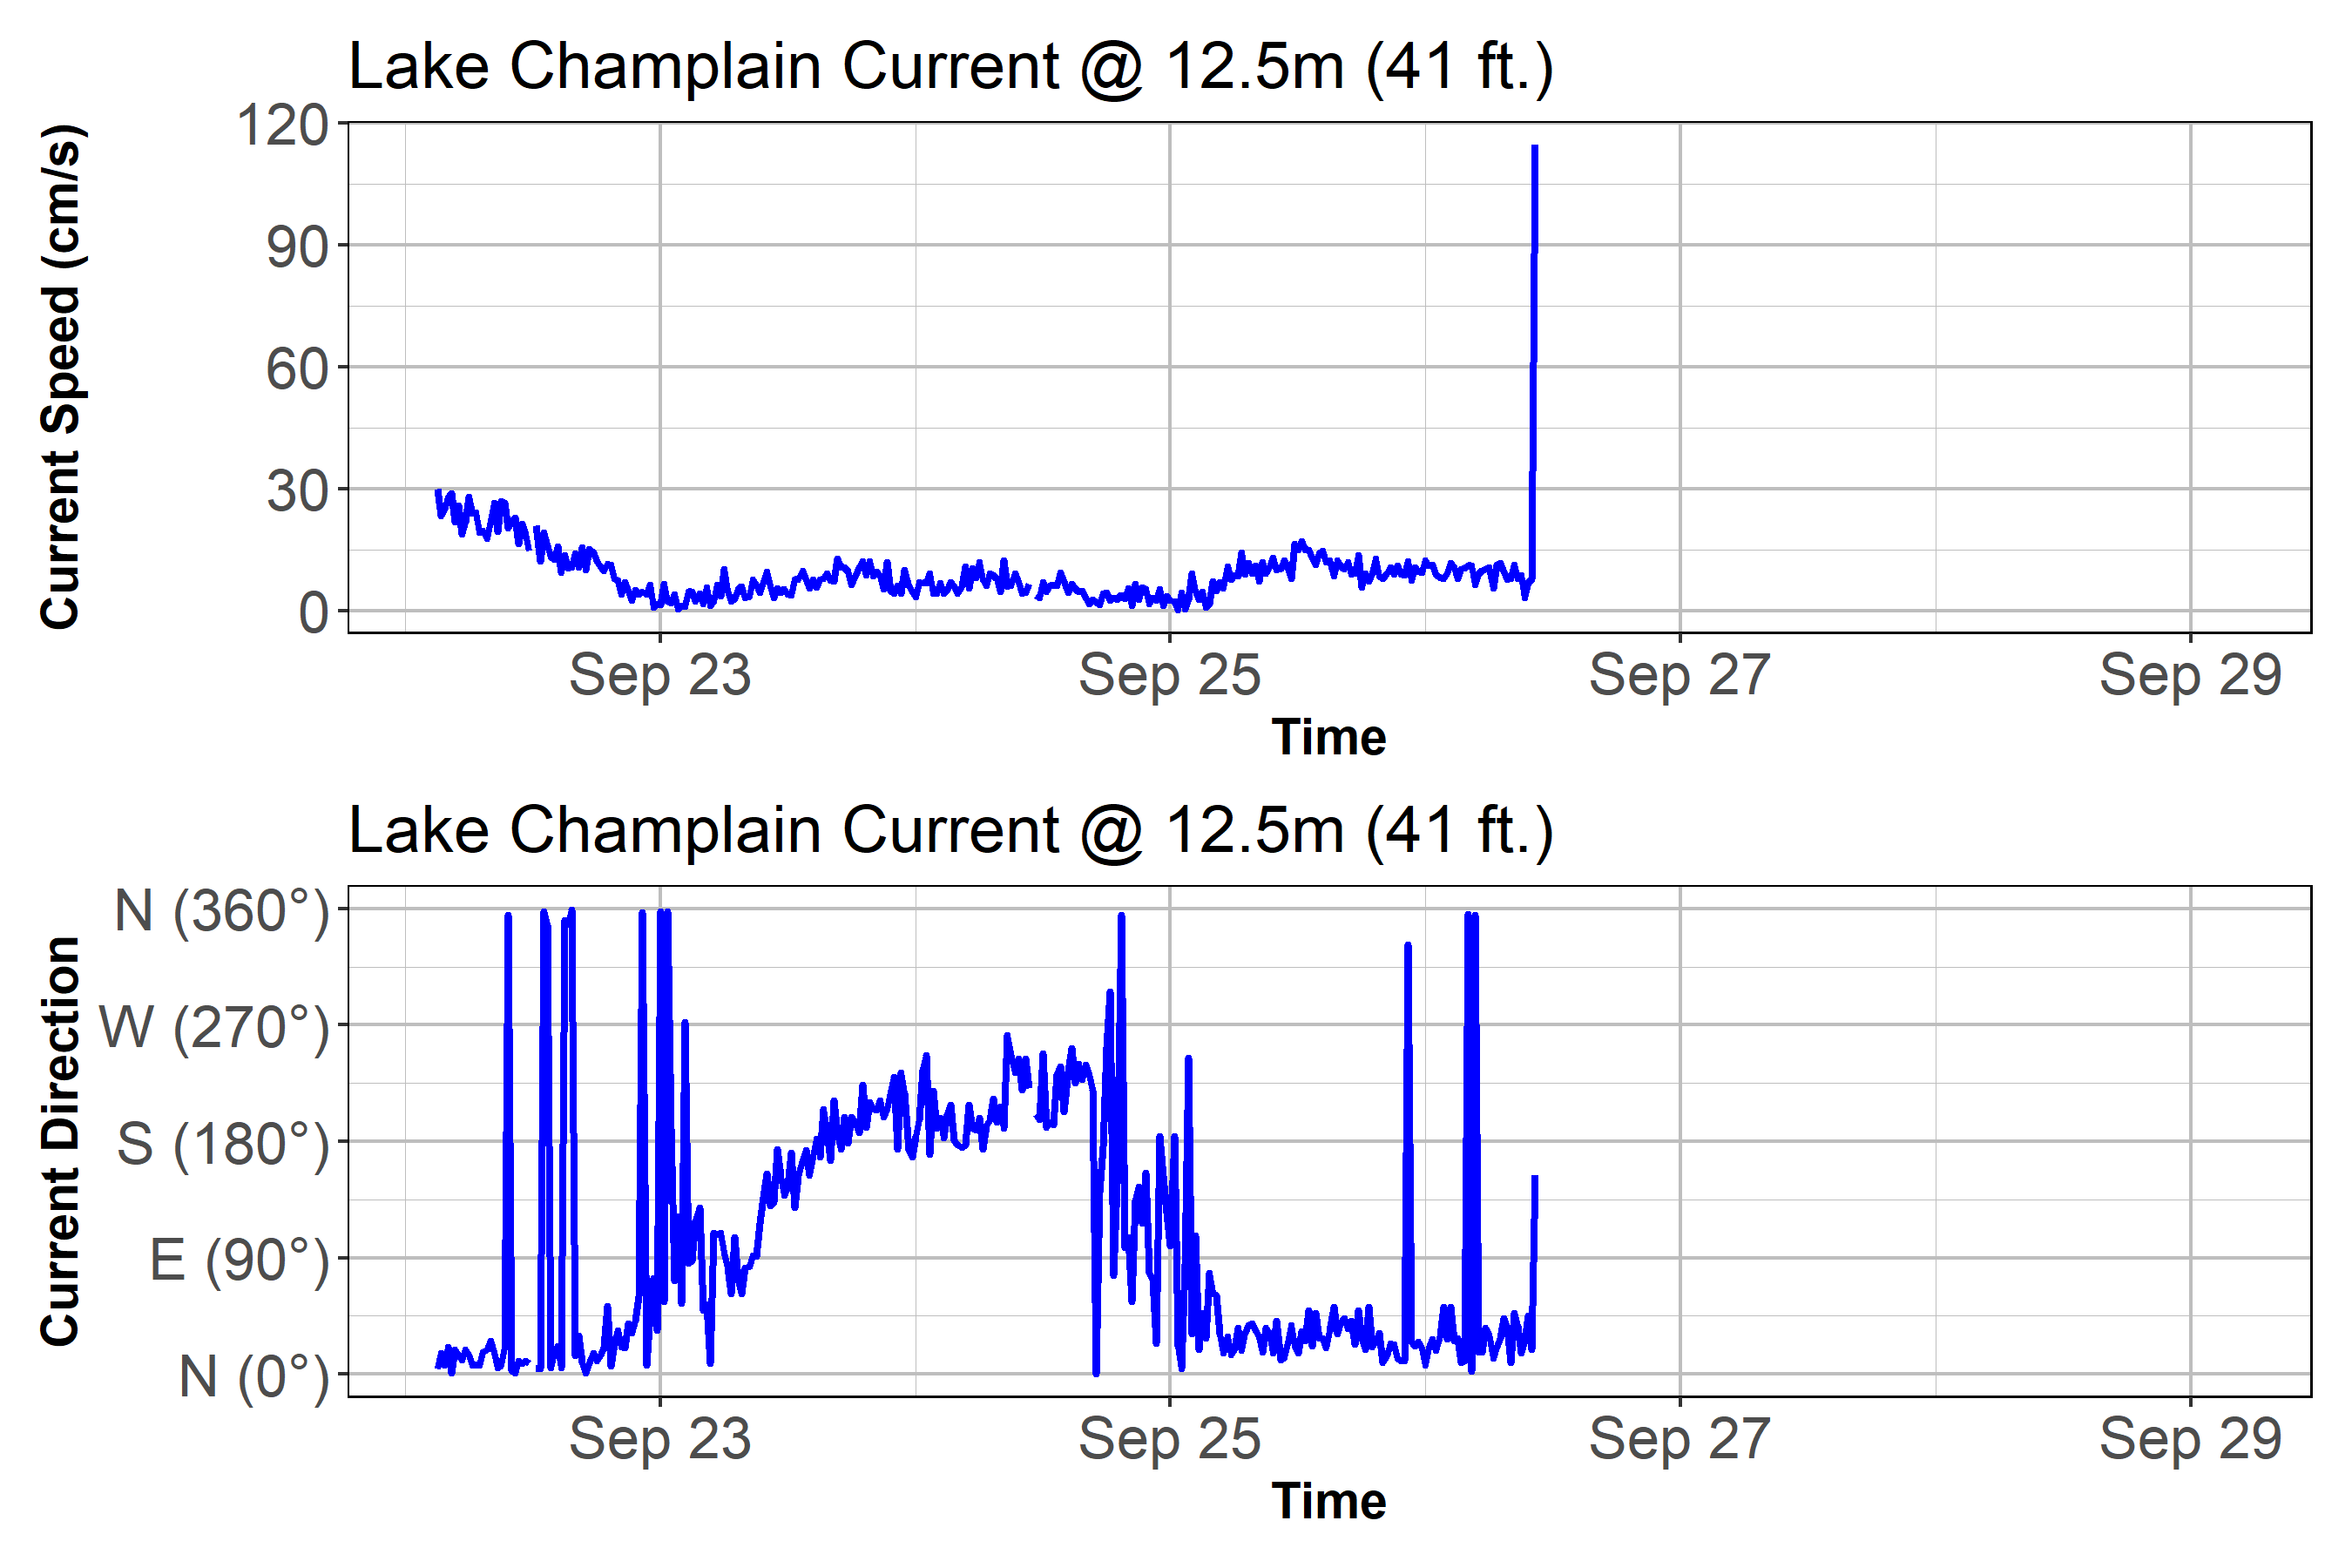 Lake Champlain Current @ 12.5m (41 ft.)
Current Speed (cm/s)
120
90
60
30
0
Sep 23 Sep 25 Sep 27 Sep 29
Time
Lake Champlain Current @ 12.5m (41 ft.)
Current Direction
N (360°)
W (270°)
S (180°)
E (90°)
N (0°)
Sep 23 Sep 25 Sep 27 Sep 29
Time